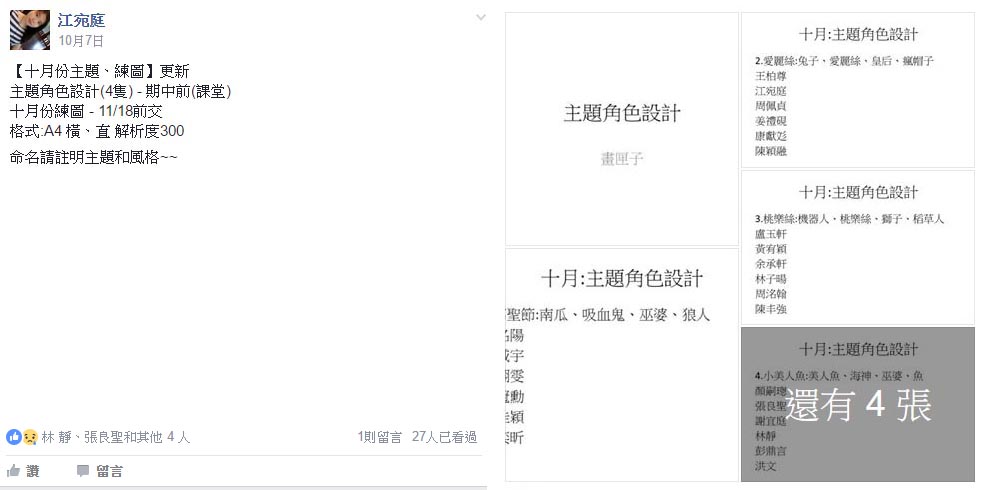 江宛庭
10月7日
【十月份主題、練圖】更新
主題角色設計(4隻) - 期中前(課堂)
十月份練圖 - 11/18前交
格式:A4 橫、直 解析度300
命名請註明主題和風格~~
林 靜、張良聖和其他 4 人
1則留言 27人已看過
讚 留言
主題角色設計
畫匣子
十月:主題角色設計
2.愛麗絲:兔子、愛麗絲、皇后、瘋帽子
王柏尊
江宛庭
周佩貞
姜禮硯
康獻彣
陳穎融
十月:主題角色設計
聖節:南瓜、吸血鬼、巫婆、狼人
陽
宇
雯
勳
穎
昕
十月:主題角色設計
3.桃樂絲:機器人、桃樂絲、獅子、稻草人
盧玉軒
黃宥穎
余承軒
林子暘
周洺翰
陳丰強
十月:主題角色設計
4.小美人魚:美人魚、海神、巫婆、魚
顏嗣璁
張良聖
謝宜庭
林靜
彭鼎言
洪文
還有 4 張